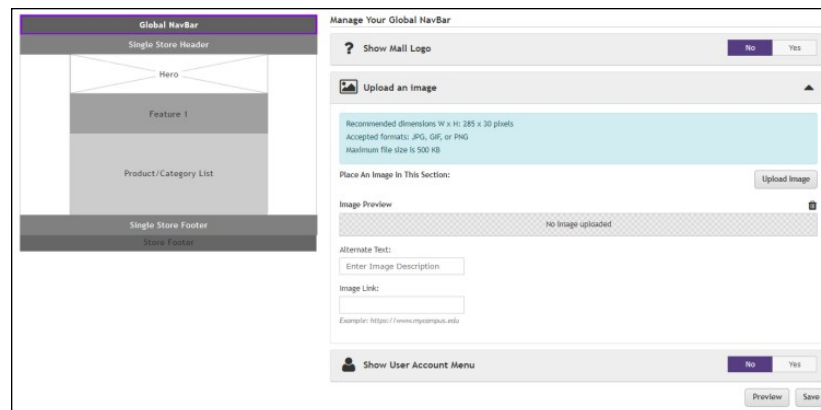 Global NavBar
Single Store Header
Hero
Feature 1
Product/Category List
Single Store Footer
Store Footer
Manage Your Global NavBar
? Show Mall Logo
No Yes
Upload an Image
Recommended dimensions W x H: 285 x 30 pixels
Accepted formats: JPG, GIF, or PNG
Maximum file size is 500 KB
Place An Image In This Section:
Upload Image
Image Preview
No image uploaded
Alternate Text:
Enter Image Description
Image Link:
Example: https://www.mycampus.edu
Show User Account Menu
No Yes
Preview Save